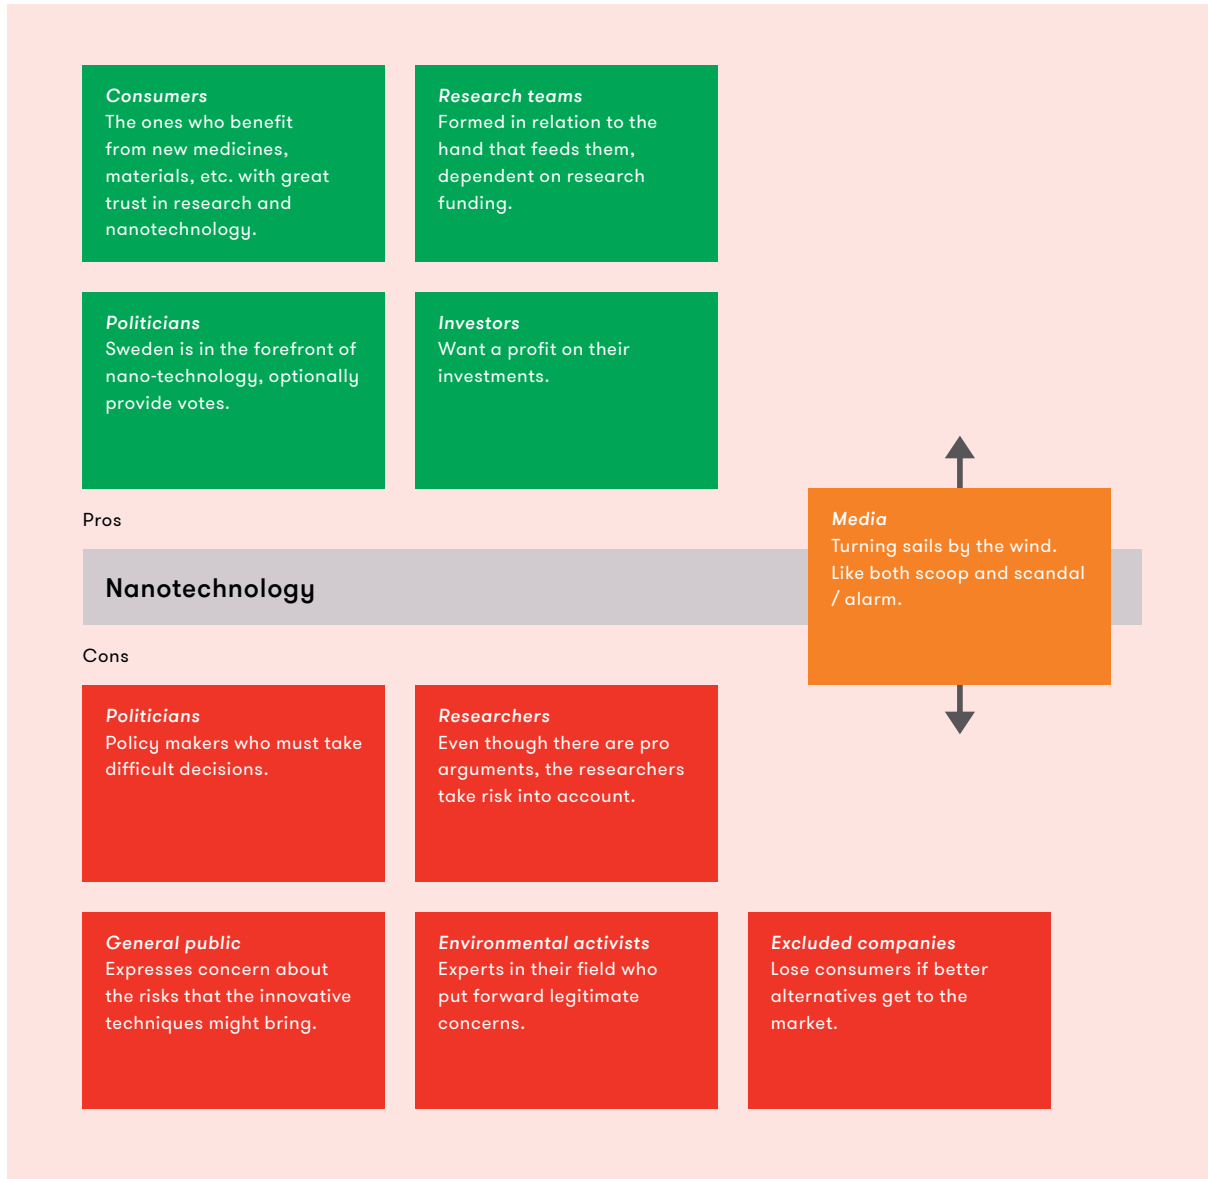 Consumers
The ones who benefit
from new medicines,
materials, etc. with great
trust in research and
nanotechnology.
Research teams
Formed in relation to the
hand that feeds them,
dependent on research
funding.
Politicians
Sweden is in the forefront of
nano-technology, optionally
provide votes.
Investors
Want a profit on their
investments.
Pros
Nanotechnology
Media
Turning sails by the wind.
Like both scoop and scandal
/ alarm.
Cons
Politicians
Policy makers who must take
difficult decisions.
Researchers
Even though there are pro
arguments, the researchers
take risk into account.
General public
Expresses concern about
the risks that the innovative
techniques might bring.
Environmental activists
Experts in their field who
put forward legitimate
concerns.
Excluded companies
Lose consumers if better
alternatives get to the
market.